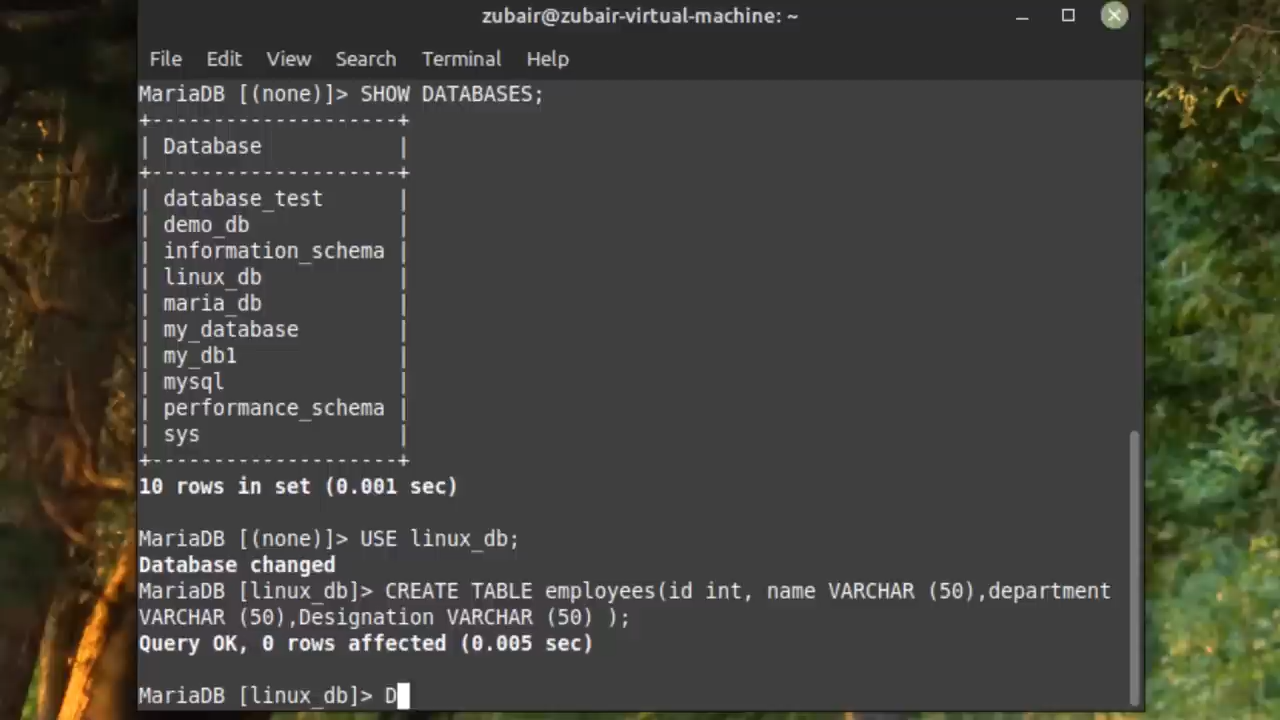 zubair@zubair-virtual-machine: ~
File Edit View Search Terminal Help
MariaDB [(none)]> SHOW DATABASES;
+--------------------+
| Database           |
+--------------------+
| database_test      |
| demo_db            |
| information_schema |
| linux_db           |
| maria_db           |
| my_database        |
| my_db1             |
| mysql              |
| performance_schema |
| sys                |
+--------------------+
10 rows in set (0.001 sec)
MariaDB [(none)]> USE linux_db;
Database changed
MariaDB [linux_db]> CREATE TABLE employees(id int, name VARCHAR (50),department
VARCHAR (50),Designation VARCHAR (50) );
Query OK, 0 rows affected (0.005 sec)
MariaDB [linux_db]> D